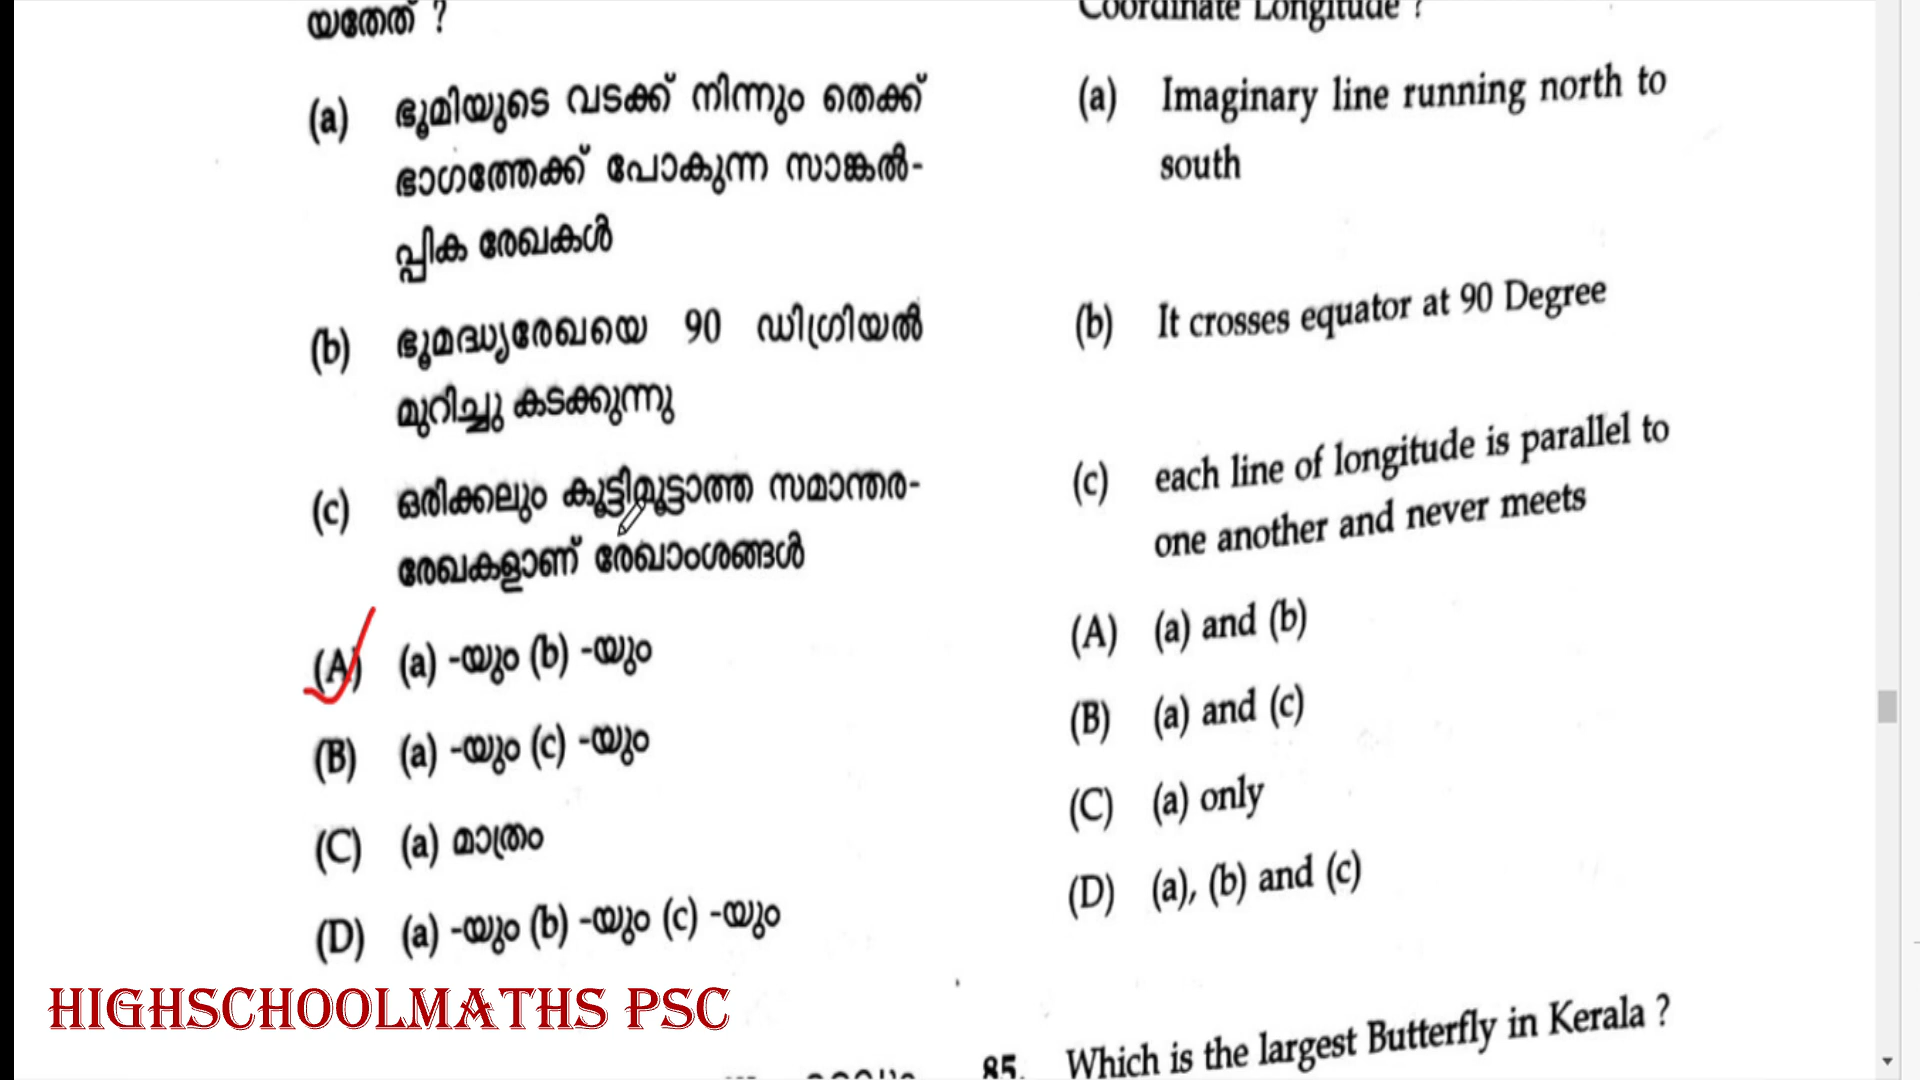 യതേത് ?
(a) ഭൂമിയുടെ വടക്ക് നിന്നും തെക്ക്
ഭാഗത്തേക്ക് പോകുന്ന സാങ്കൽ-
പ്പിക രേഖകൾ
(b) ഭൂമദ്ധ്യരേഖയെ 90 ഡിഗ്രിയൽ
മുറിച്ചു കടക്കുന്നു
(c) ഒരിക്കലും കൂട്ടിമൂട്ടാത്ത സമാന്തര-
രേഖകളാണ് രേഖാംശങ്ങൾ
(A) (a) -യും (b) -യും
(B) (a) -യും (c) -യും
(C) (a) മാത്രം
(D) (a) -യും (b) -യും (c) -യും
Coordinate Longitude ?
(a) Imaginary line running north to
south
(b) It crosses equator at 90 Degree
(c) each line of longitude is parallel to
one another and never meets
(A) (a) and (b)
(B) (a) and (c)
(C) (a) only
(D) (a), (b) and (c)
85. Which is the largest Butterfly in Kerala ?
HIGHSCHOOLMATHS PSC